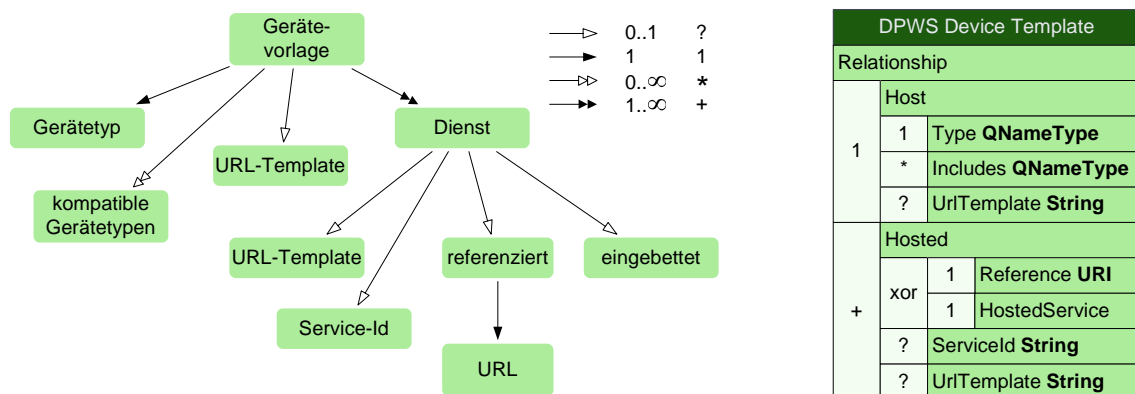 Geräte-
vorlage
Gerätetyp
kompatible
Gerätetypen
URL-Template
Dienst
URL-Template
Service-Id
referenziert
eingebettet
URL
0..1 ?
1 1
0..∞ *
1..∞ +
DPWS Device Template
Relationship
1
Host
1 Type QNameType
* Includes QNameType
? UrlTemplate String
+
Hosted
xor
1 Reference URI
1 HostedService
? ServiceId String
? UrlTemplate String